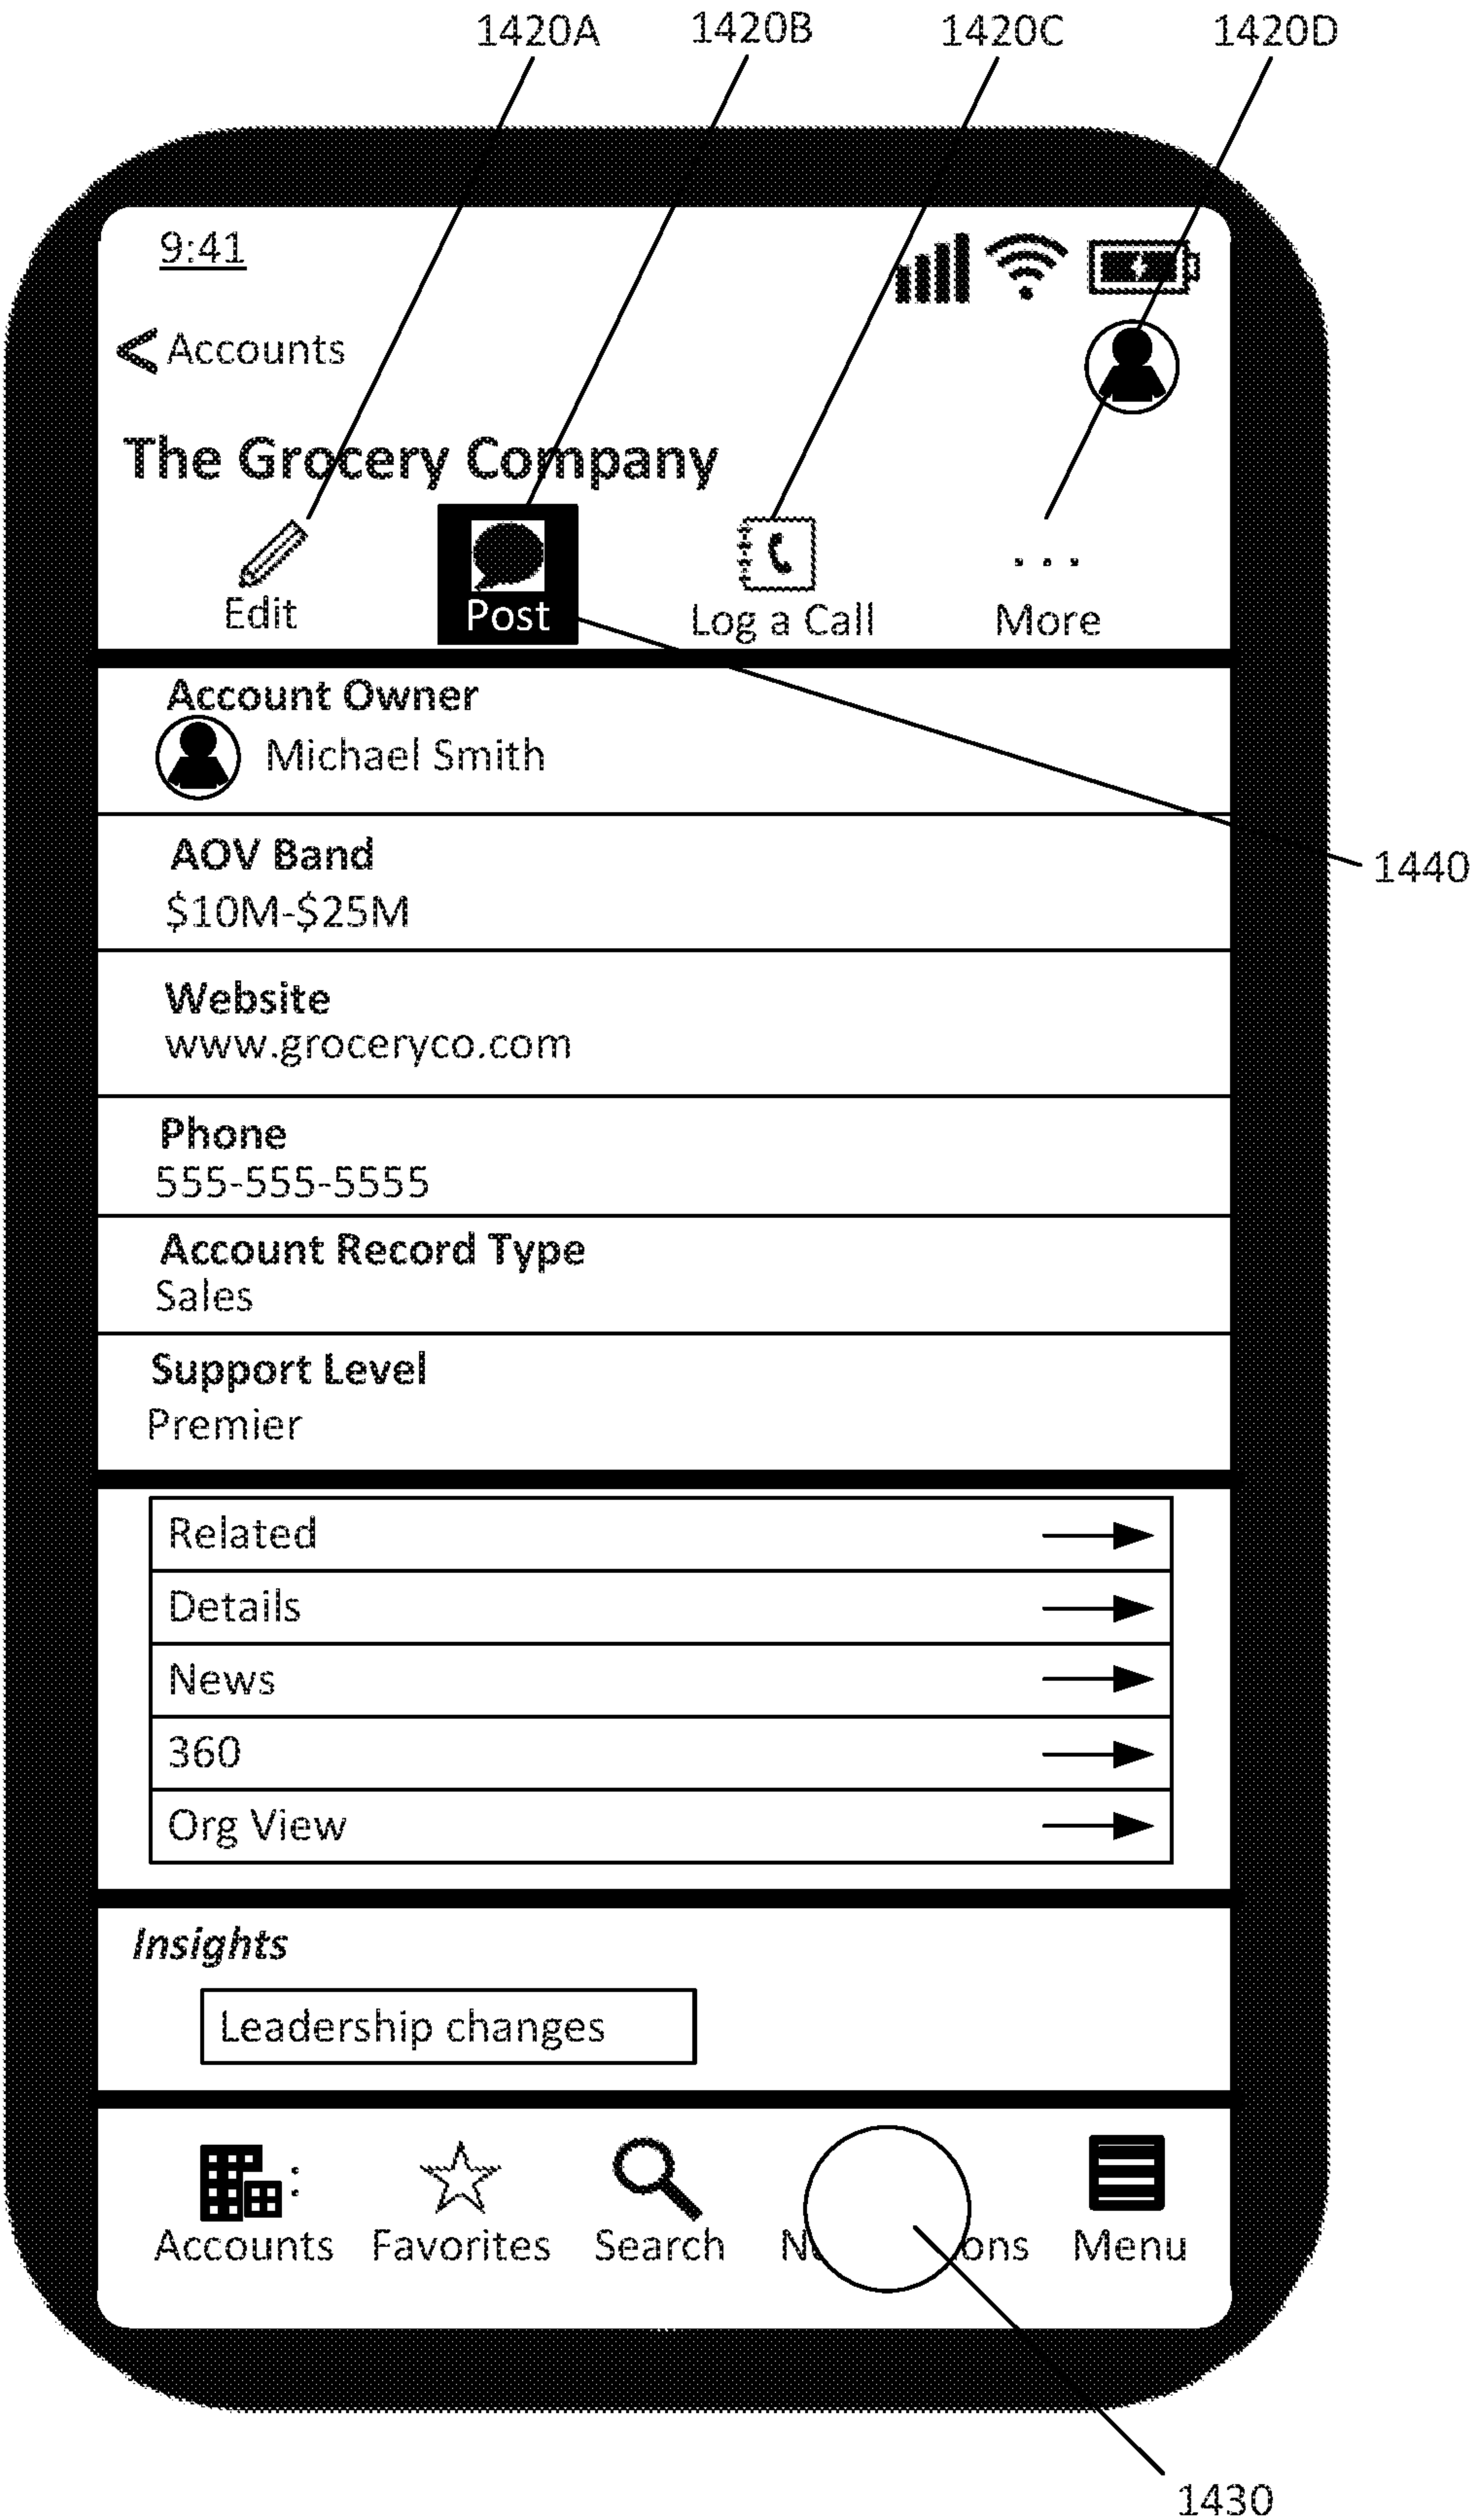 1420A 1420B 1420C 1420D
9:41
< Accounts
The Grocery Company
Edit Post Log a Call ... More
Account Owner
Michael Smith
AOV Band
$10M-$25M
1440
Website
www.groceryco.com
Phone
555-555-5555
Account Record Type
Sales
Support Level
Premier
Related
Details
News
360
Org View
Insights
Leadership changes
Accounts Favorites Search Menu
1430